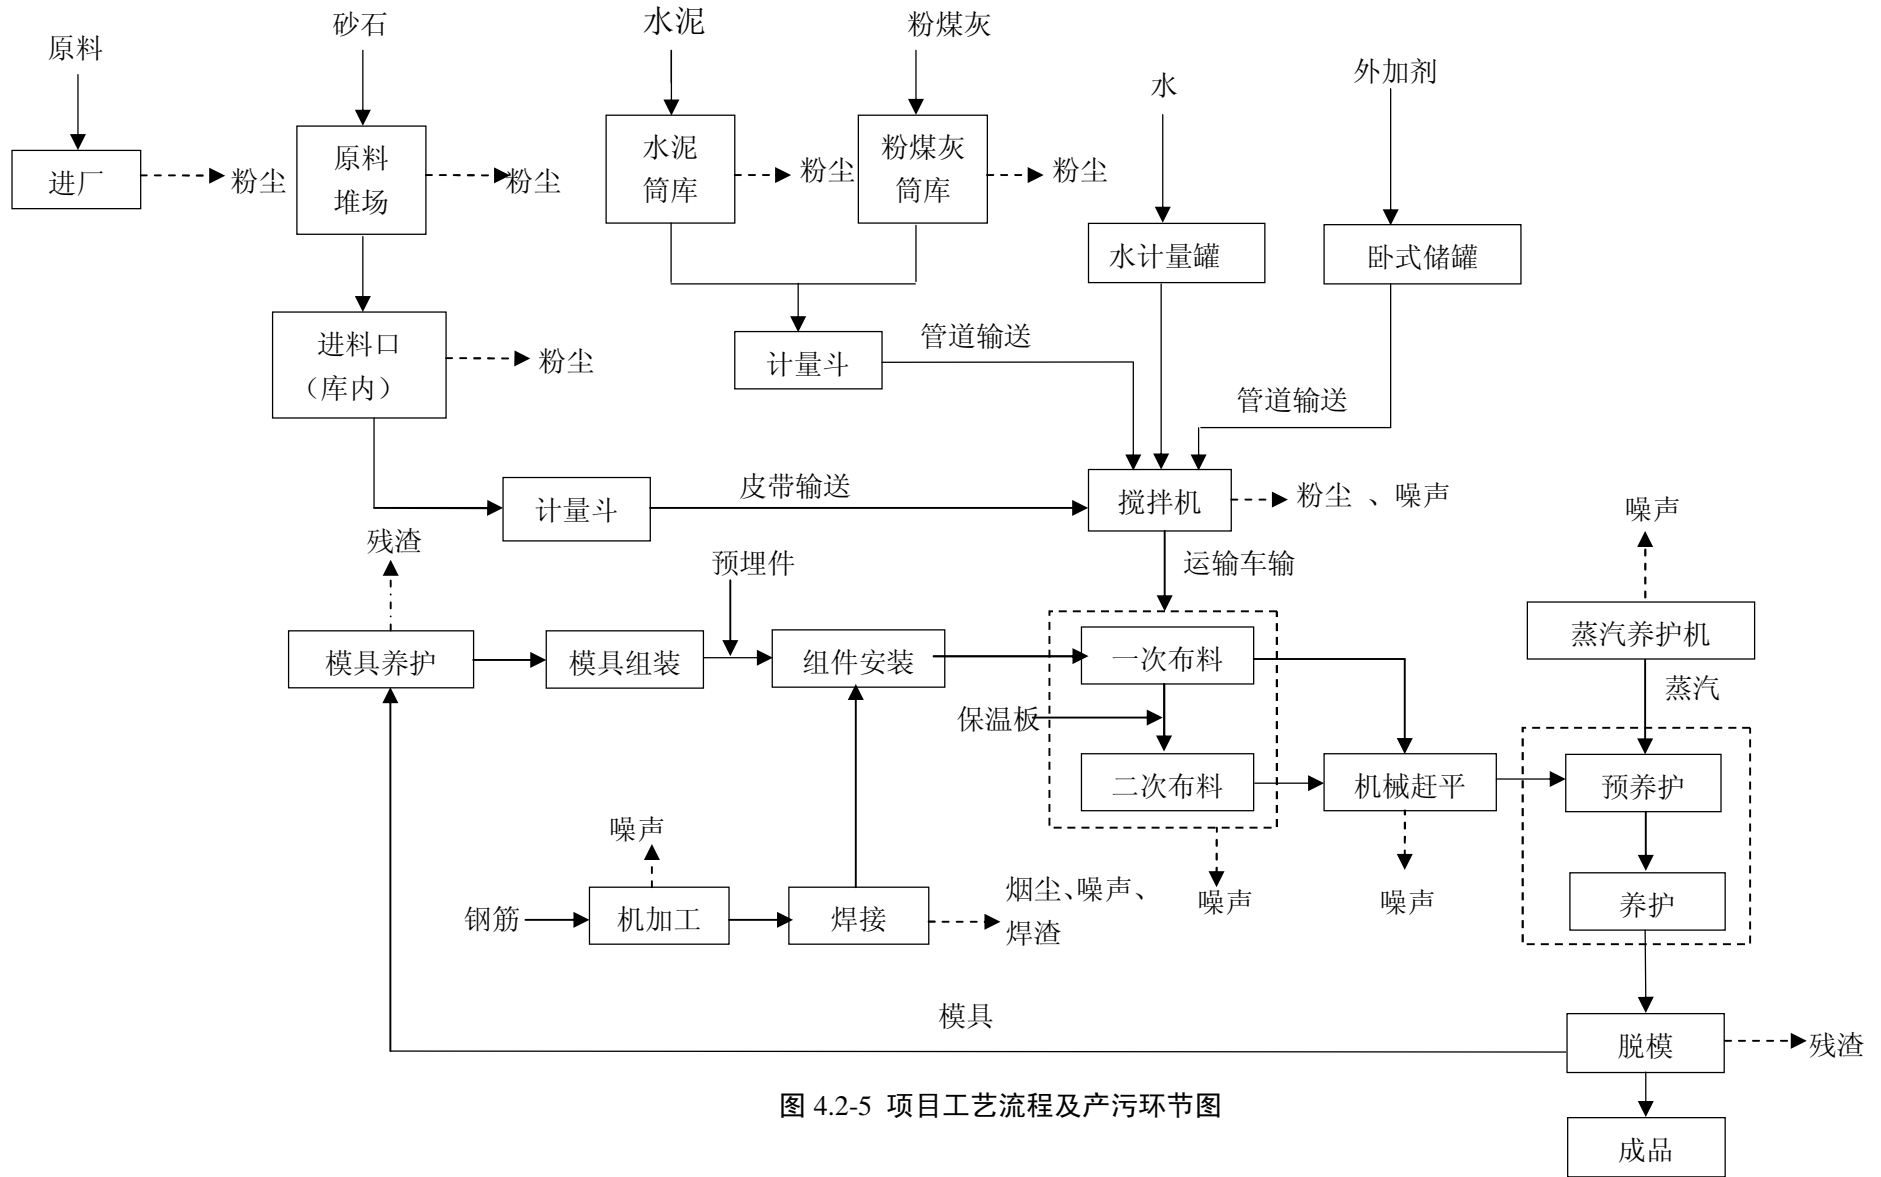 原料
砂石
水泥
粉煤灰
水
外加剂
进厂
粉尘
原料
堆场
粉尘
水泥
筒库
粉尘
粉煤灰
筒库
粉尘
水计量罐
卧式储罐
进料口
（库内）
粉尘
计量斗
管道输送
管道输送
计量斗
皮带输送
搅拌机
粉尘 、噪声
噪声
残渣
预埋件
运输车输
蒸汽养护机
蒸汽
模具养护
模具组装
组件安装
一次布料
保温板
二次布料
机械赶平
预养护
噪声
钢筋
机加工
焊接
烟尘、噪声、
焊渣
噪声
噪声
养护
模具
脱模
残渣
图 4.2-5 项目工艺流程及产污环节图
成品